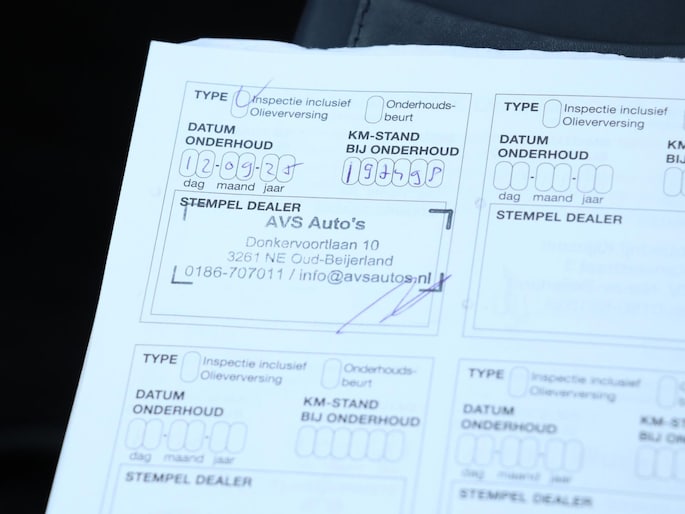 TYPE Inspectie inclusief Olieverversing Onderhouds-beurt
DATUM ONDERHOUD KM-STAND BIJ ONDERHOUD
12-09-25 197498
dag maand jaar
STEMPEL DEALER
AVS Auto's
Donkervoortlaan 10
3261 NE Oud-Beijerland
0186-707011 / info@avsautos.nl
TYPE Inspectie inclusief Olieverversing
DATUM ONDERHOUD
dag maand jaar
STEMPEL DEALER
TYPE Inspectie inclusief Olieverversing Onderhouds-beurt
DATUM ONDERHOUD KM-STAND BIJ ONDERHOUD
dag maand jaar
STEMPEL DEALER
TYPE Inspectie inclusief Olieverversing
DATUM ONDERHOUD
dag maand jaar
STEMPEL DEALER